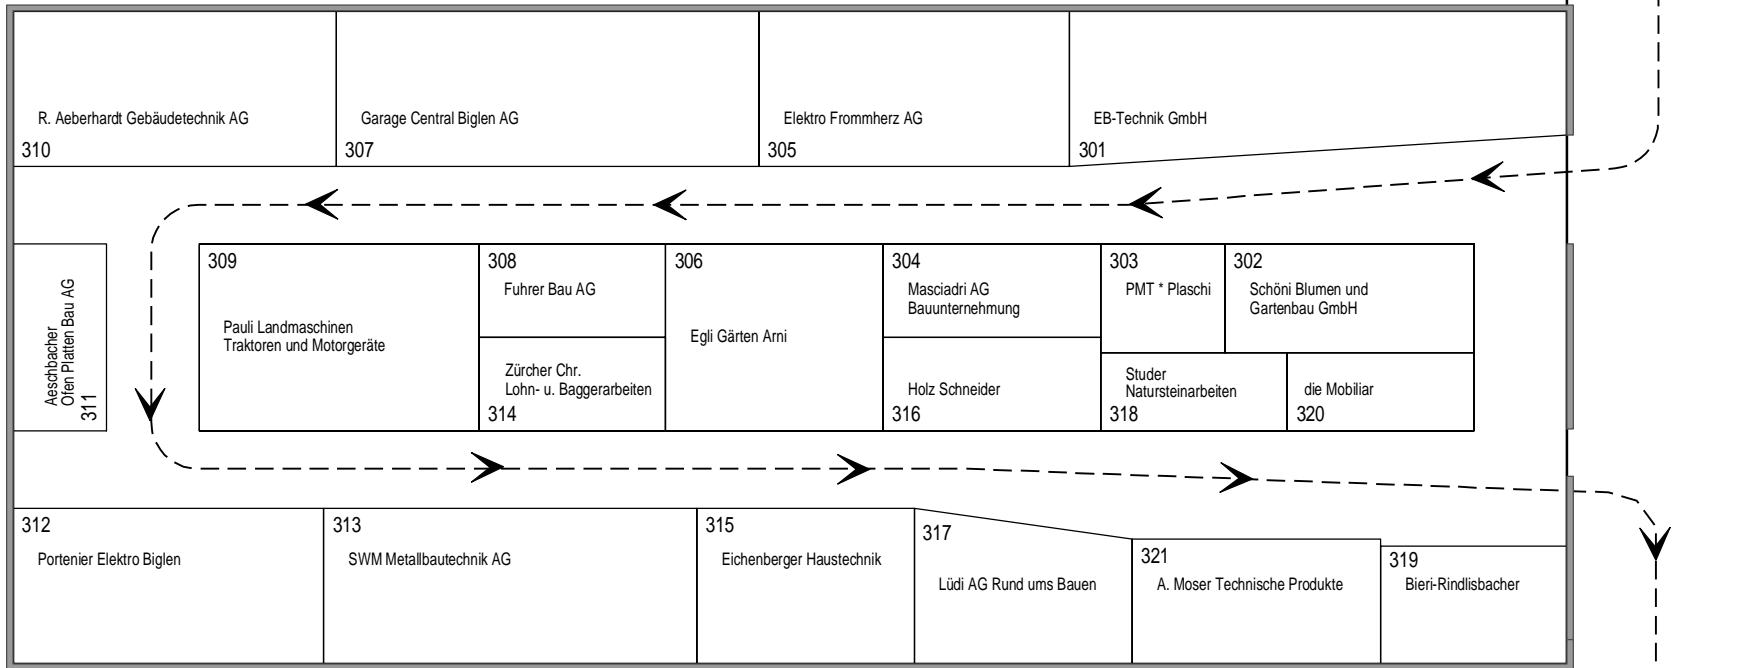 R. Aeberhardt Gebäudetechnik AG
310
Garage Central Biglen AG
307
Elektro Frommherz AG
305
EB-Technik GmbH
301
309
Pauli Landmaschinen
Traktoren und Motorgeräte
308
Fuhrer Bau AG
Zürcher Chr.
Lohn- u. Baggerarbeiten
314
306
Egli Gärten Arni
304
Masciadri AG
Bauunternehmung
Holz Schneider
316
303
PMT * Plaschi
302
Schöni Blumen und
Gartenbau GmbH
Studer
Natursteinarbeiten
318
die Mobiliar
320
Aeschbacher
Ofen Platten Bau AG
311
312
Portenier Elektro Biglen
313
SWM Metallbautechnik AG
315
Eichenberger Haustechnik
317
Lüdi AG Rund ums Bauen
321
A. Moser Technische Produkte
319
Bieri-Rindlisbacher